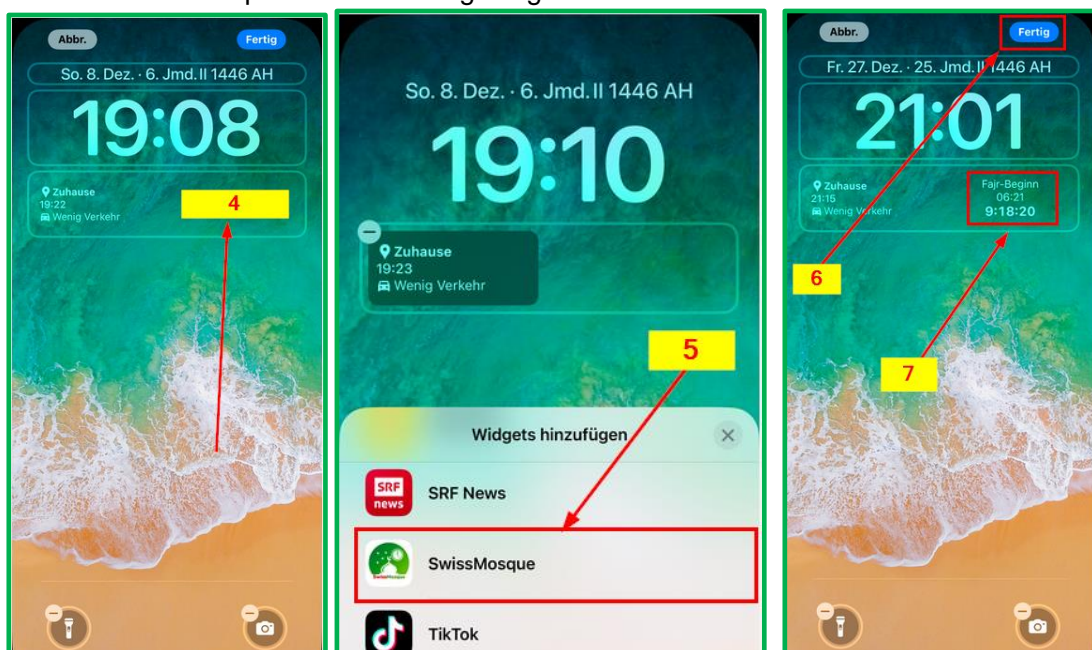 Abbr.
Fertig
So. 8. Dez. · 6. Jmd. II 1446 AH
19:08
Zuhause
19:22
Wenig Verkehr
4
So. 8. Dez. · 6. Jmd. II 1446 AH
19:10
Zuhause
19:23
Wenig Verkehr
5
Widgets hinzufügen
SRF
news
SRF News
SwissMosque
SwissMosque
TikTok
Abbr.
Fertig
Fr. 27. Dez. · 25. Jmd. II 1446 AH
21:01
Zuhause
21:15
Wenig Verkehr
Fajr-Beginn
06:21
9:18:20
6
7